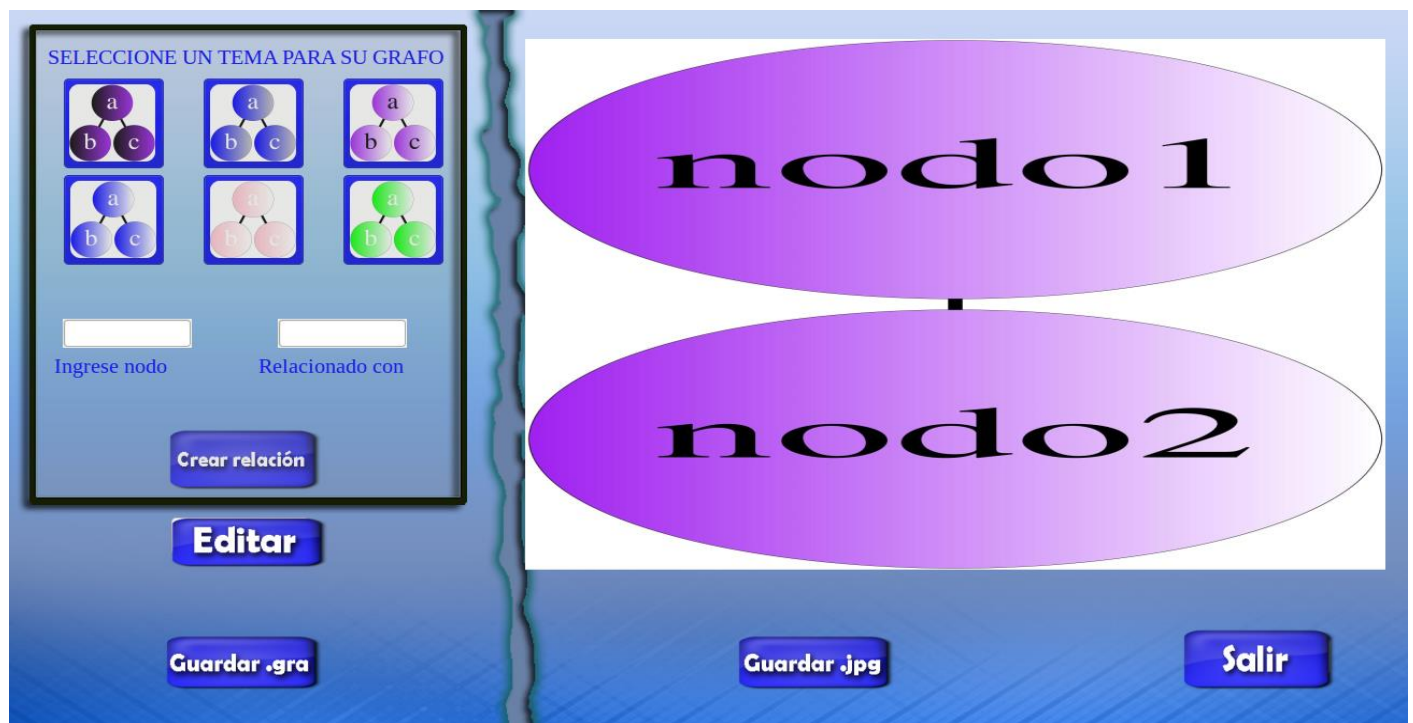 SELECCIONE UN TEMA PARA SU GRAFO
a
b c
a
b c
a
b c
a
b c
a
b c
a
b c
Ingrese nodo
Relacionado con
Crear relación
Editar
Guardar .gra
nodo1
nodo2
Guardar .jpg
Salir